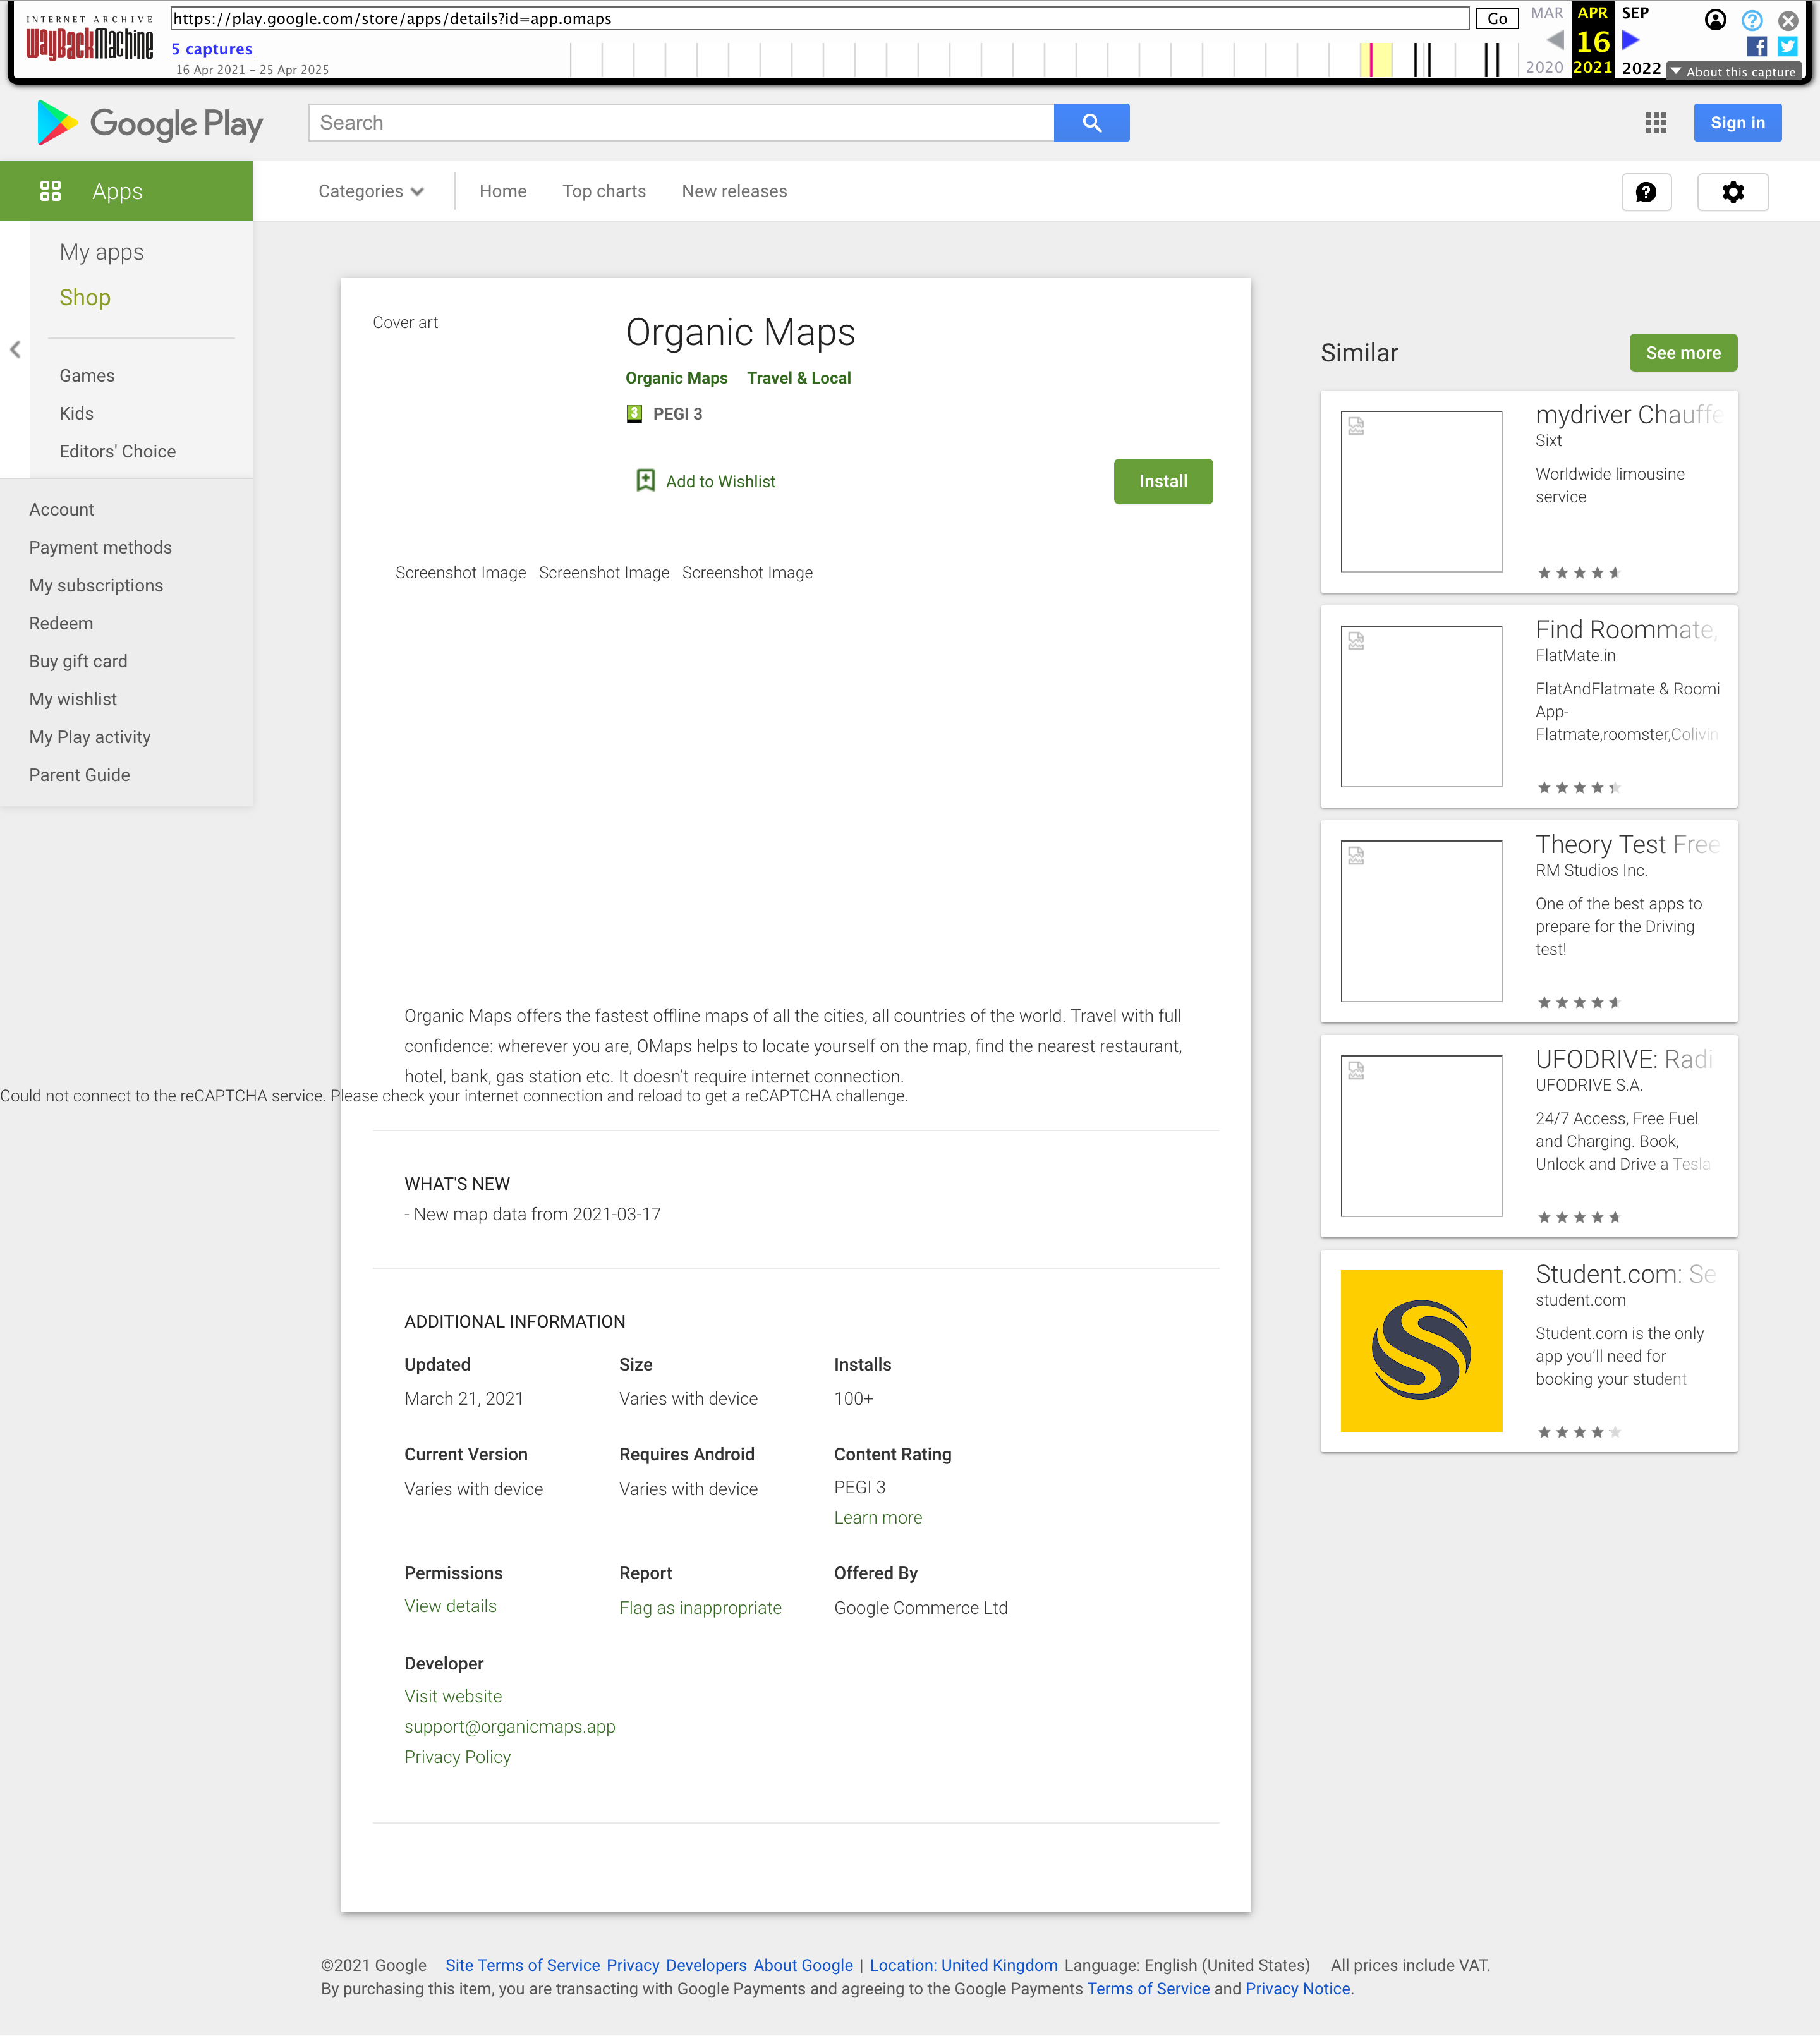 INTERNET ARCHIVE
WayBackMachine
https://play.google.com/store/apps/details?id=app.omaps
Go
MAR
APR
SEP
5 captures
16
16 Apr 2021 – 25 Apr 2025
2020
2021
2022
About this capture
Google Play
Search
Sign in
Apps
Categories
Home
Top charts
New releases
My apps
Shop
Games
Kids
Editors' Choice
Account
Payment methods
My subscriptions
Redeem
Buy gift card
My wishlist
My Play activity
Parent Guide
Cover art
Organic Maps
Organic Maps Travel & Local
3 PEGI 3
Add to Wishlist
Install
Screenshot Image Screenshot Image Screenshot Image
Organic Maps offers the fastest offline maps of all the cities, all countries of the world. Travel with full
confidence: wherever you are, OMaps helps to locate yourself on the map, find the nearest restaurant,
hotel, bank, gas station etc. It doesn’t require internet connection.
Could not connect to the reCAPTCHA service. Please check your internet connection and reload to get a reCAPTCHA challenge.
WHAT'S NEW
- New map data from 2021-03-17
ADDITIONAL INFORMATION
Updated
March 21, 2021
Size
Varies with device
Installs
100+
Current Version
Varies with device
Requires Android
Varies with device
Content Rating
PEGI 3
Learn more
Permissions
View details
Report
Flag as inappropriate
Offered By
Google Commerce Ltd
Developer
Visit website
support@organicmaps.app
Privacy Policy
Similar
See more
mydriver Chauffe
Sixt
Worldwide limousine
service
Find Roommate,
FlatMate.in
FlatAndFlatmate & Roomi
App-
Flatmate,roomster,Colivin
Theory Test Free
RM Studios Inc.
One of the best apps to
prepare for the Driving
test!
UFODRIVE: Radi
UFODRIVE S.A.
24/7 Access, Free Fuel
and Charging. Book,
Unlock and Drive a Tesla
Student.com: Se
student.com
Student.com is the only
app you’ll need for
booking your student
©2021 Google Site Terms of Service Privacy Developers About Google | Location: United Kingdom Language: English (United States) All prices include VAT.
By purchasing this item, you are transacting with Google Payments and agreeing to the Google Payments Terms of Service and Privacy Notice.